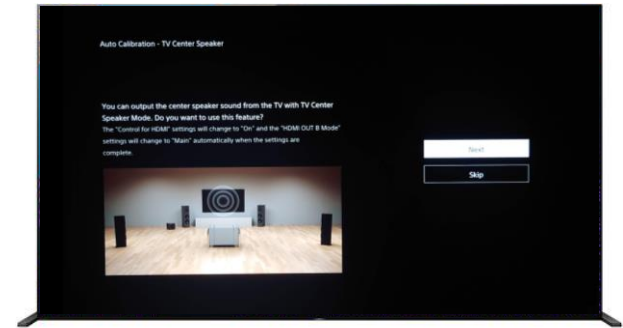 Auto Calibration - TV Center Speaker
You can output the center speaker sound from the TV with TV Center
Speaker Mode. Do you want to use this feature?
The "Control for HDMI" settings will change to "On" and the "HDMI OUT B Mode"
settings will change to "Main" automatically when the settings are
complete.
Next
Skip